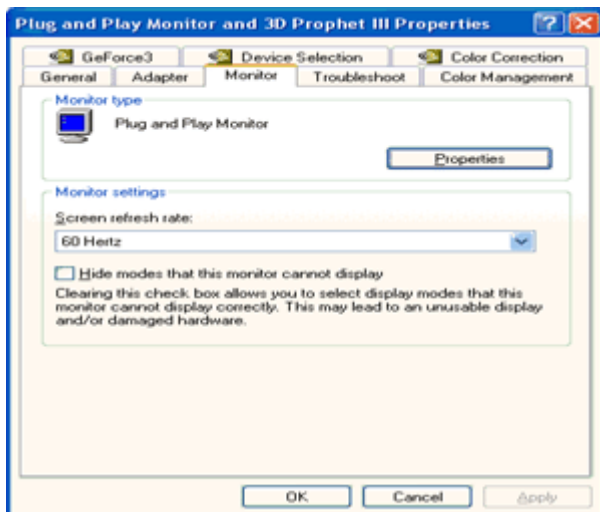 Plug and Play Monitor and 3D Prophet III Properties
GeForce3 Device Selection Color Correction
General Adapter Monitor Troubleshoot Color Management
Monitor type
Plug and Play Monitor
Properties
Monitor settings
Screen refresh rate:
60 Hertz
Hide modes that this monitor cannot display
Clearing this check box allows you to select display modes that this
monitor cannot display correctly. This may lead to an unusable display
and/or damaged hardware.
OK Cancel Apply